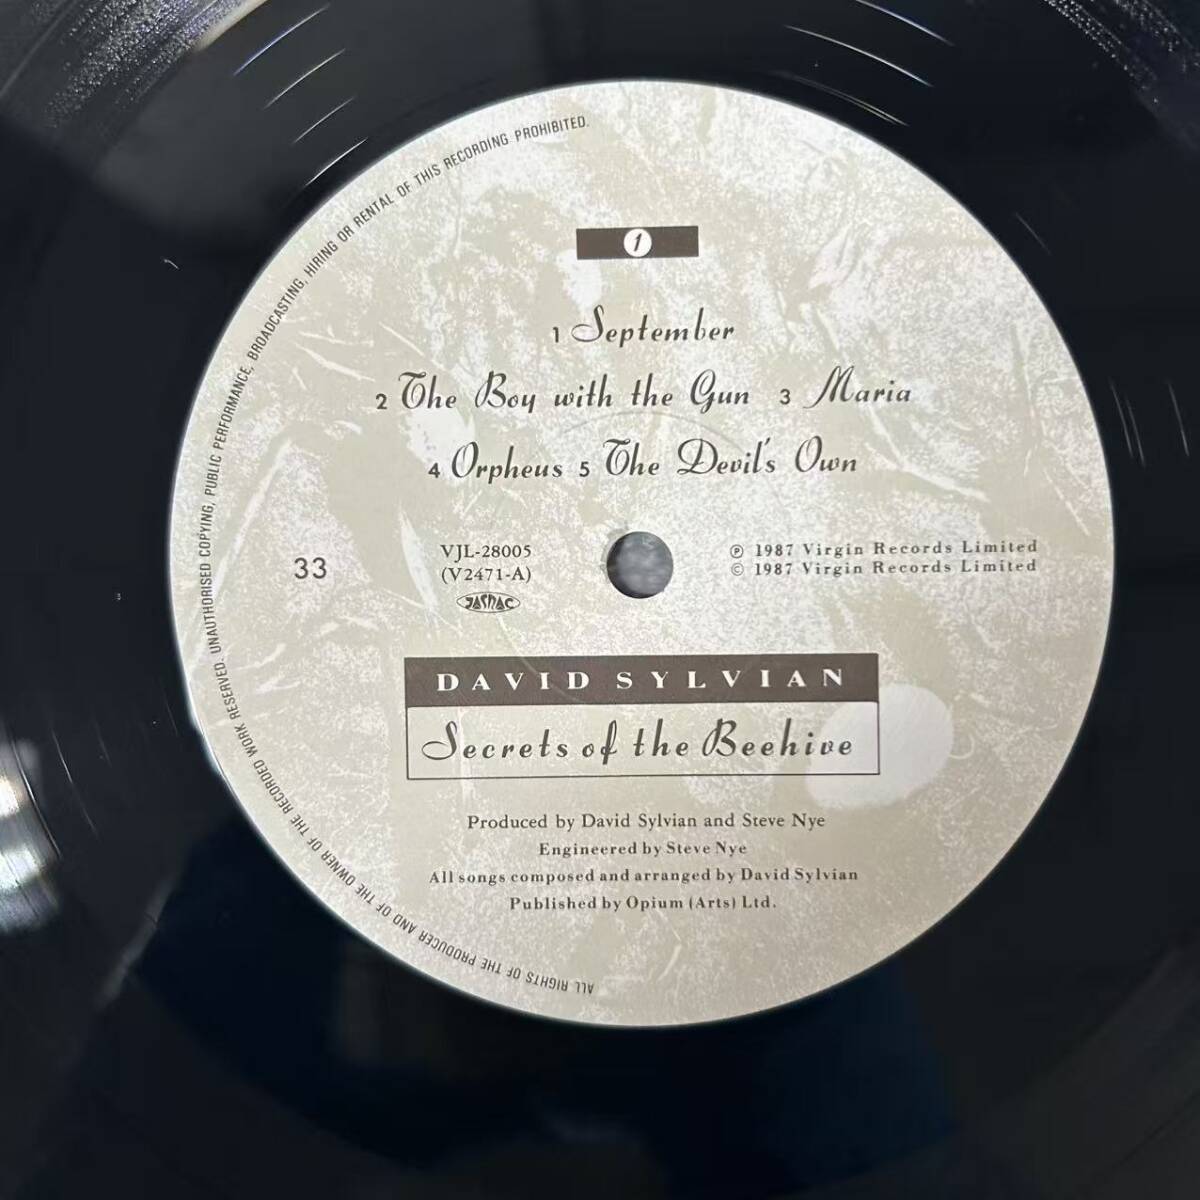 ALL RIGHTS OF THE PRODUCER AND OF THE OWNER OF THE RECORDED WORK RESERVED. UNAUTHORISED COPYING, PUBLIC PERFORMANCE, BROADCASTING, HIRING OR RENTAL OF THIS RECORDING PROHIBITED.
1
1 September
2 The Boy with the Gun 3 Maria
4 Orpheus 5 The Devil's Own
33
VJL-28005
(V2471-A)
JASRAC
℗ 1987 Virgin Records Limited
© 1987 Virgin Records Limited
DAVID SYLVIAN
Secrets of the Beehive
Produced by David Sylvian and Steve Nye
Engineered by Steve Nye
All songs composed and arranged by David Sylvian
Published by Opium (Arts) Ltd.